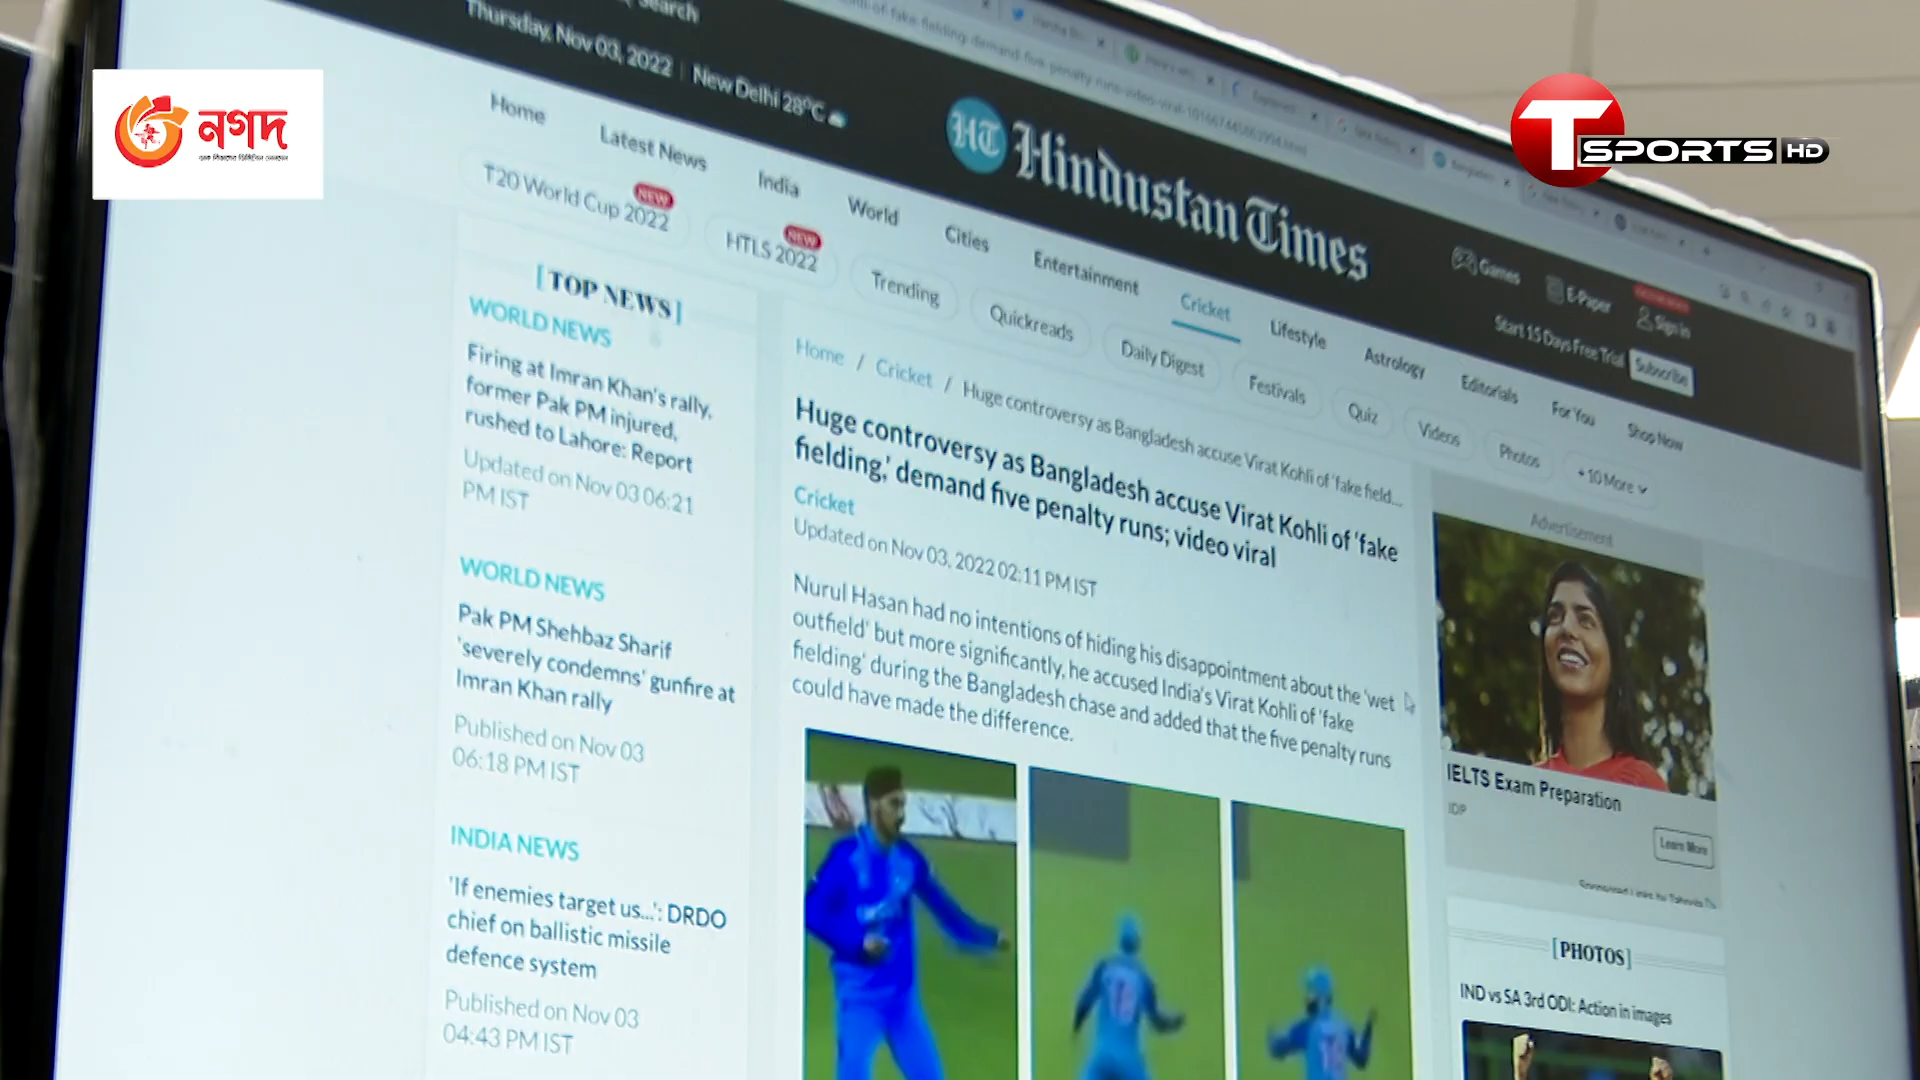 Search
Thursday, Nov 03, 2022 | New Delhi 28°C
নগদ
HT Hindustan Times
T SPORTS HD
Home
Latest News
India
World
Cities
Entertainment
Cricket
Lifestyle
Astrology
Editorials
For You
Shop Now
Games
E-Paper
Sign in
Start 15 Days Free Trial
Subscribe
T20 World Cup 2022
NEW
HTLS 2022
NEW
Trending
Quickreads
Daily Digest
Festivals
Quiz
Videos
Photos
+ 10 More
[TOP NEWS]
WORLD NEWS
Firing at Imran Khan's rally,
former Pak PM injured,
rushed to Lahore: Report
Updated on Nov 03 06:21
PM IST
WORLD NEWS
Pak PM Shehbaz Sharif
'severely condemns' gunfire at
Imran Khan rally
Published on Nov 03
06:18 PM IST
INDIA NEWS
'If enemies target us...': DRDO
chief on ballistic missile
defence system
Published on Nov 03
04:43 PM IST
Home / Cricket / Huge controversy as Bangladesh accuse Virat Kohli of 'fake field...
Huge controversy as Bangladesh accuse Virat Kohli of 'fake
fielding,' demand five penalty runs; video viral
Cricket
Updated on Nov 03, 2022 02:11 PM IST
Nurul Hasan had no intentions of hiding his disappointment about the 'wet
outfield' but more significantly, he accused India's Virat Kohli of 'fake
fielding' during the Bangladesh chase and added that the five penalty runs
could have made the difference.
Advertisement
IELTS Exam Preparation
IDP
Learn More
[PHOTOS]
IND vs SA 3rd ODI: Action in images